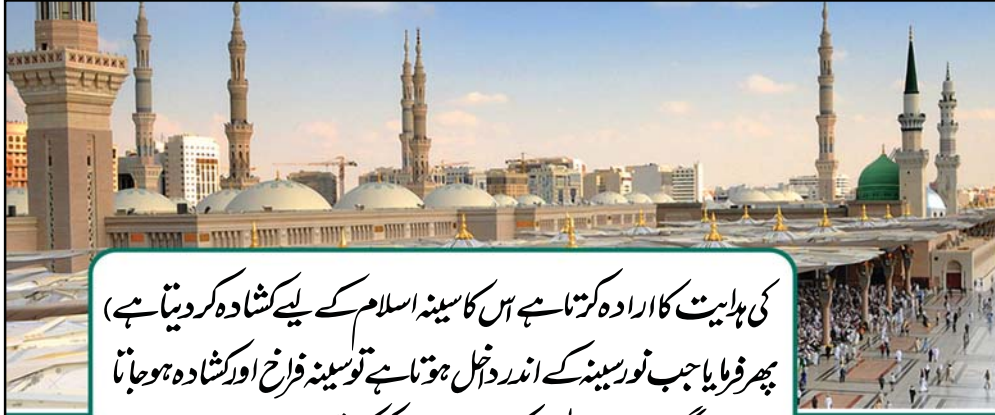 کی ہدایت کا ارادہ کرتا ہے اس کا سینہ اسلام کے لیے کشادہ کر دیتا ہے)
پھر فرمایا جب نور سینہ کے اندر داخل ہوتا ہے تو سینہ فراخ اور کشادہ ہو جاتا